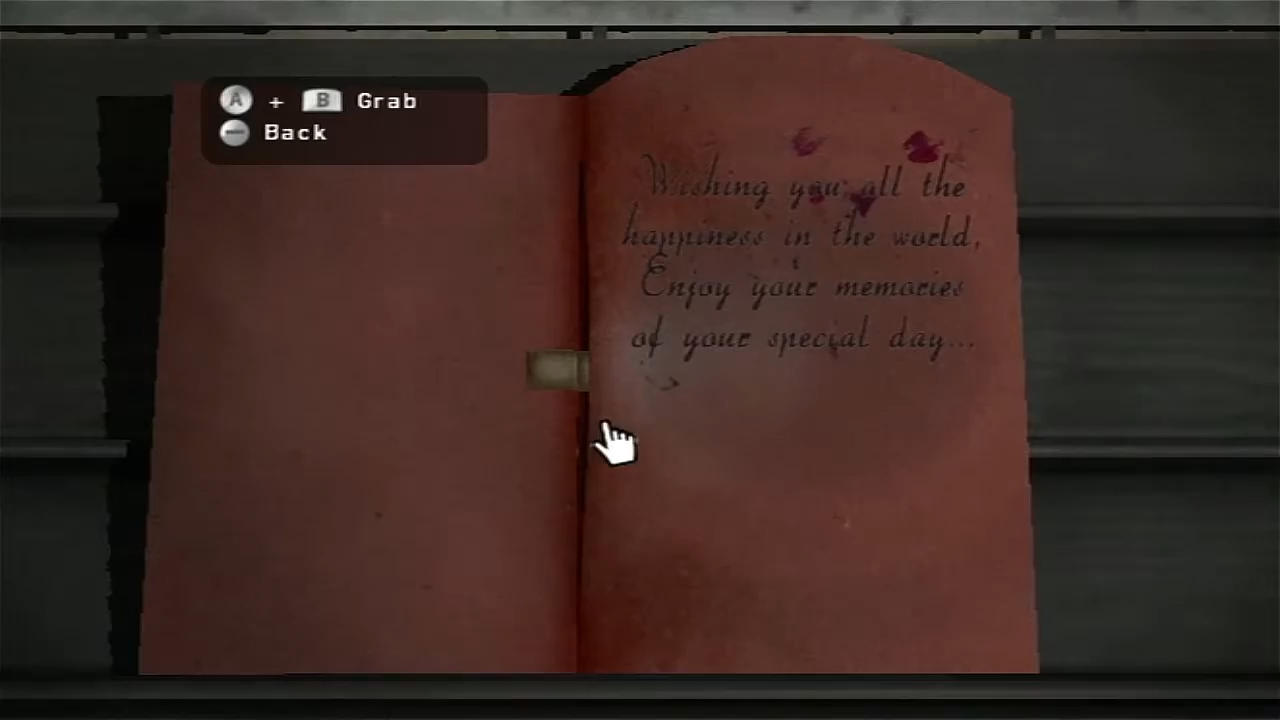 A + B Grab
Back
Wishing you all the
happiness in the world,
Enjoy your memories
of your special day...